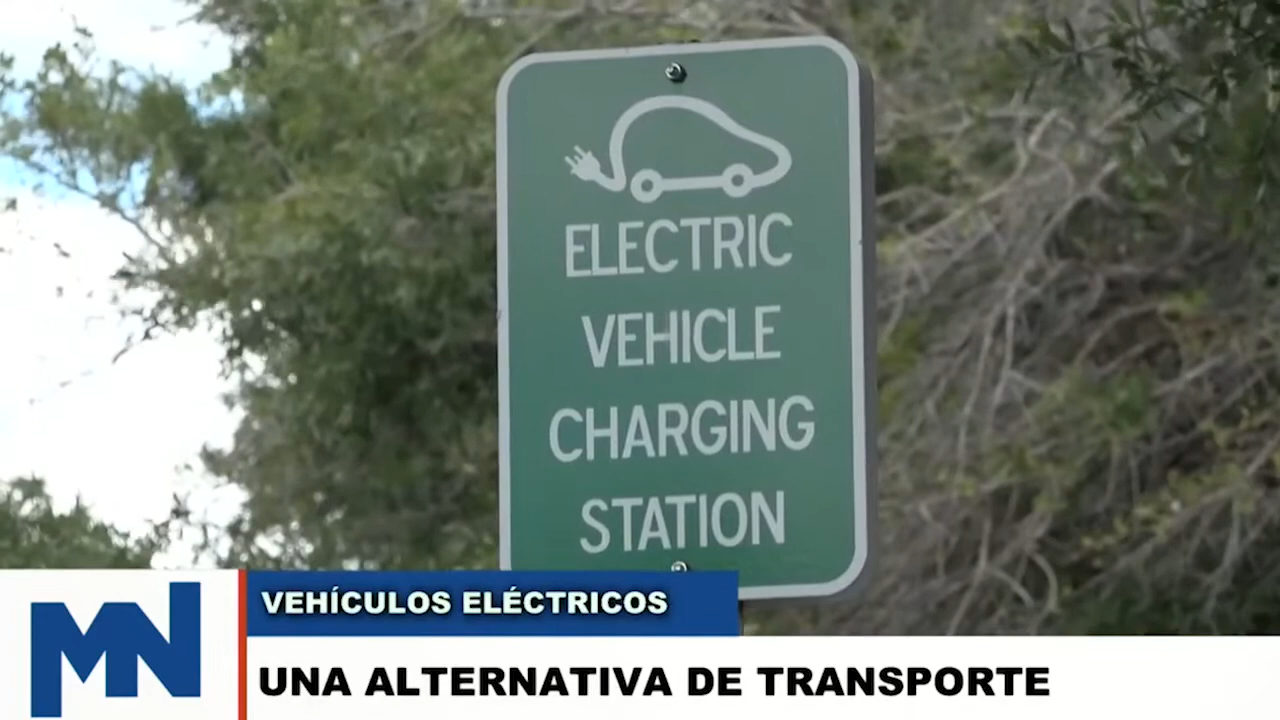 ELECTRIC
VEHICLE
CHARGING
STATION
MN
VEHÍCULOS ELÉCTRICOS
UNA ALTERNATIVA DE TRANSPORTE